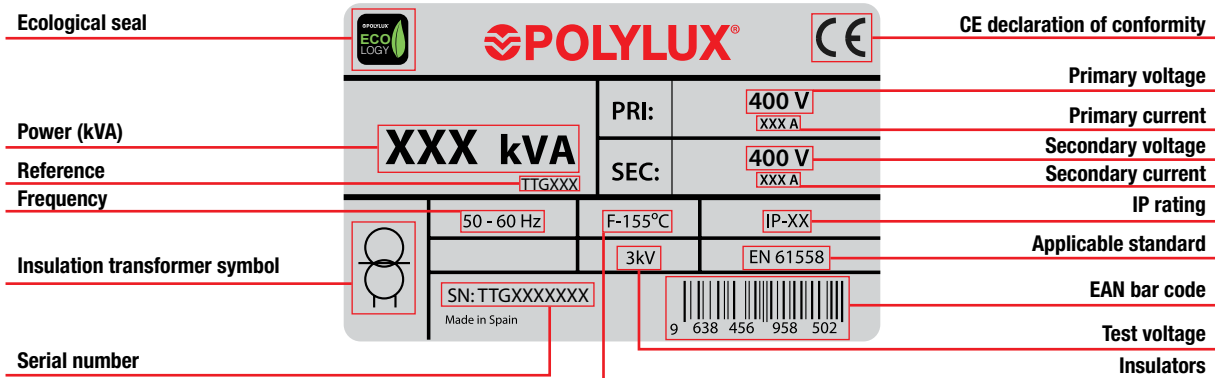 Ecological seal
Power (kVA)
Reference
Frequency
Insulation transformer symbol
Serial number
©POLYLUX®
ECO
LOGY
POLYLUX®
CE
XXX kVA
TTGXXX
PRI:
400 V
XXX A
SEC:
400 V
XXX A
50 - 60 Hz
F-155ºC
IP-XX
3kV
EN 61558
SN: TTGXXXXXXX
Made in Spain
9 638 456 958 502
CE declaration of conformity
Primary voltage
Primary current
Secondary voltage
Secondary current
IP rating
Applicable standard
EAN bar code
Test voltage
Insulators